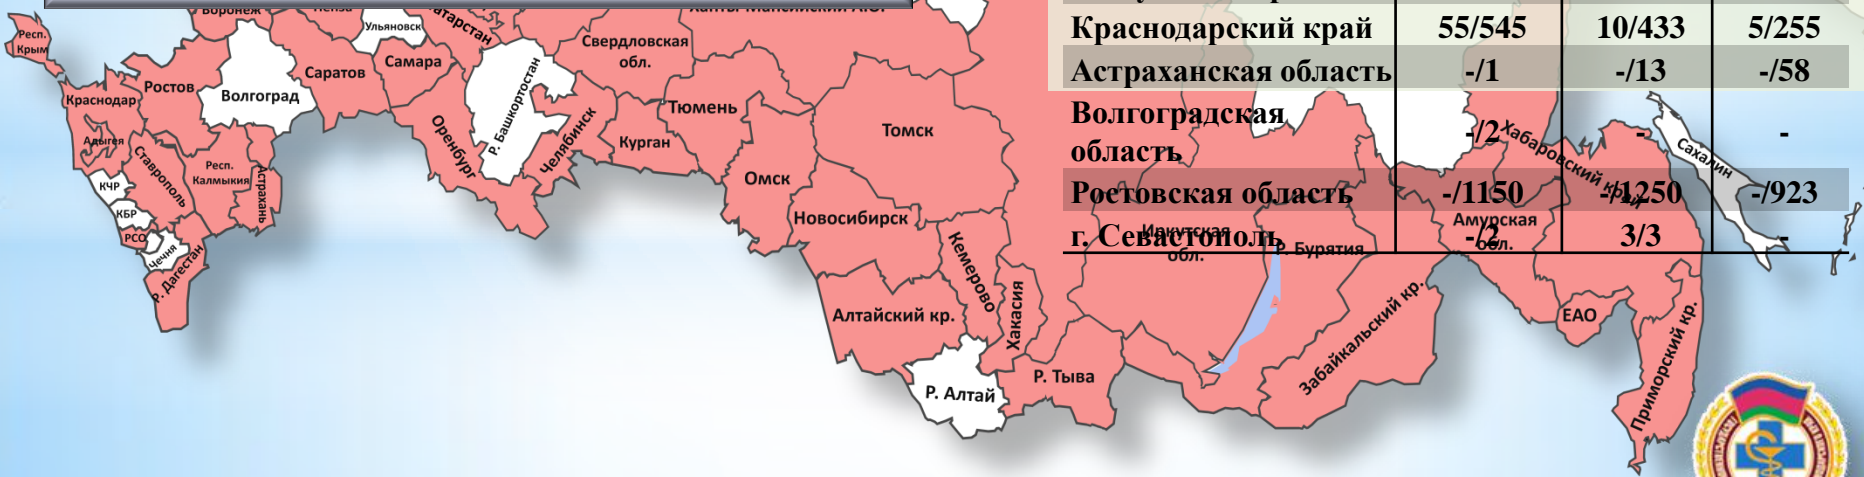 Респ.
Крым
Ульяновск
Свердловская
обл.
Самара
Саратов
Ростов
Волгоград
Краснодар
Адыгея
Ставрополь
Респ.
Калмыкия
Астрахань
КЧР
КБР
РСО
Чечня
Р. Дагестан
Оренбург
Р. Башкортостан
Челябинск
Курган
Тюмень
Омск
Томск
Новосибирск
Кемерово
Хакасия
Алтайский кр.
Р. Алтай
Р. Тыва
Иркутская
обл.
Р. Бурятия
Забайкальский кр.
Амурская
обл.
Хабаровский край
ЕАО
Приморский кр.
Сахалин
Краснодарский край 55/545 10/433 5/255
Астраханская область -/1 -/13 -/58
Волгоградская
область -/2 - -
Ростовская область -/1150 -/1250 -/923
г. Севастополь -/2 3/3 -